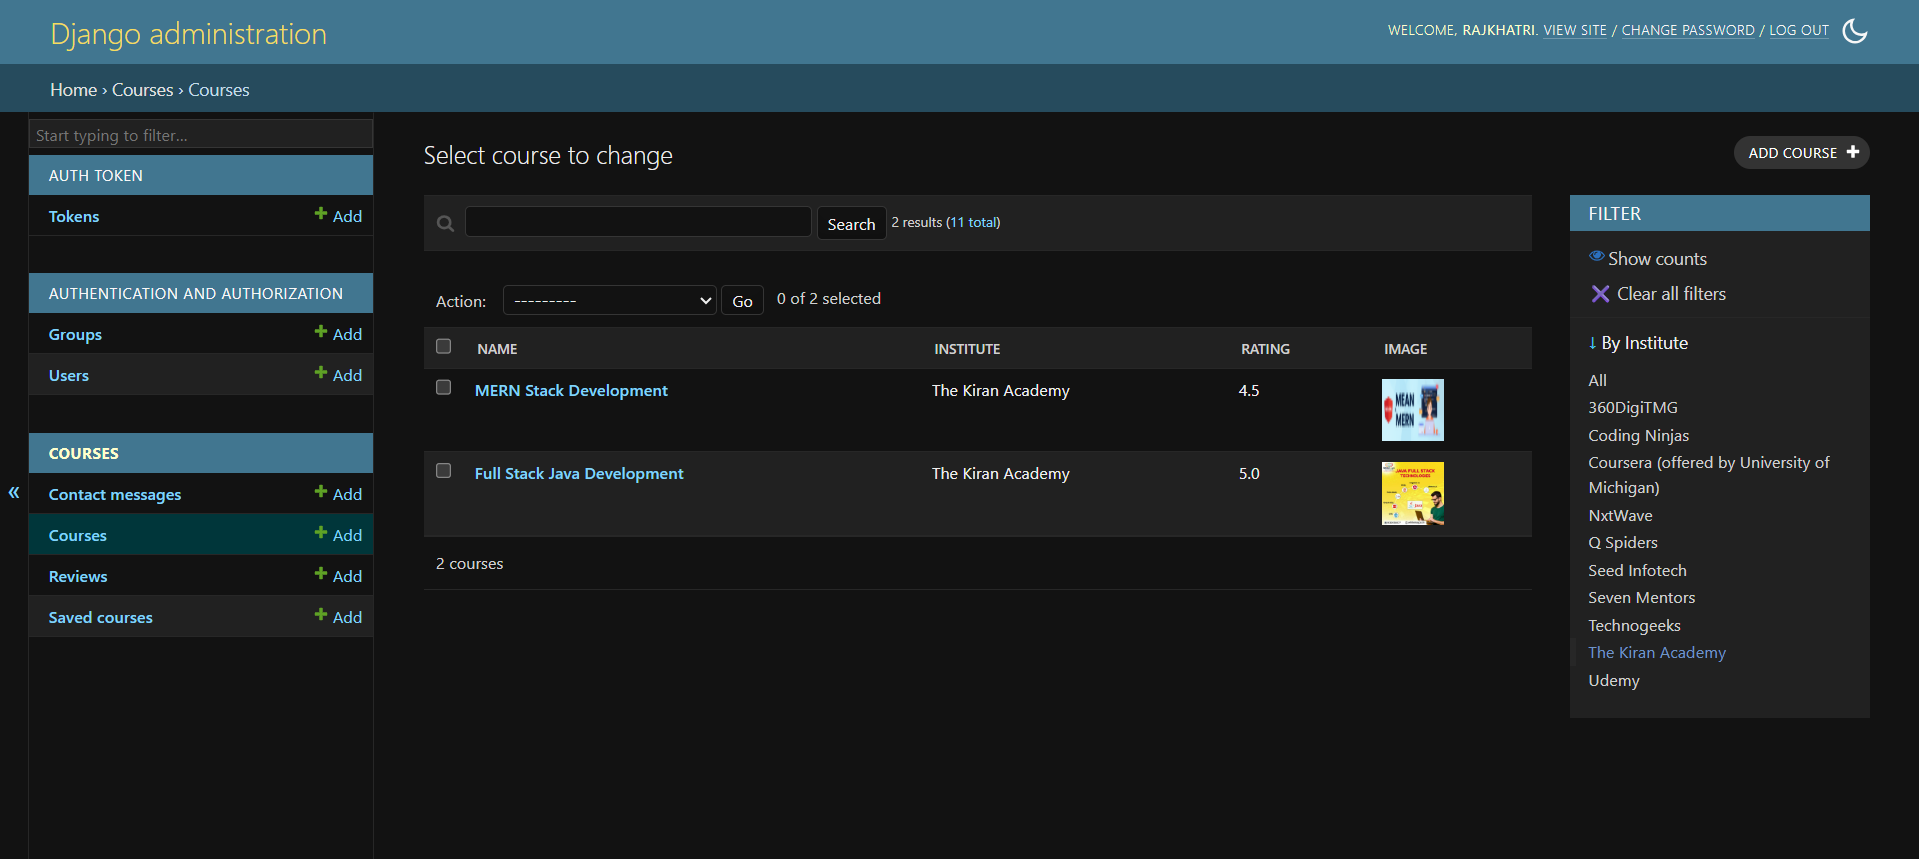 Django administration
WELCOME, RAJKHATRI. VIEW SITE / CHANGE PASSWORD / LOG OUT
Home › Courses › Courses
Start typing to filter...
AUTH TOKEN
Tokens + Add
AUTHENTICATION AND AUTHORIZATION
Groups + Add
Users + Add
COURSES
Contact messages + Add
Courses + Add
Reviews + Add
Saved courses + Add
«
Select course to change
ADD COURSE +
Search 2 results (11 total)
Action: --------- Go 0 of 2 selected
NAME INSTITUTE RATING IMAGE
MERN Stack Development The Kiran Academy 4.5
MEAN
MERN
Full Stack Java Development The Kiran Academy 5.0
JAVA FULL STACK
TECHNOLOGIES
2 courses
FILTER
Show counts
Clear all filters
↓ By Institute
All
360DigiTMG
Coding Ninjas
Coursera (offered by University of
Michigan)
NxtWave
Q Spiders
Seed Infotech
Seven Mentors
Technogeeks
The Kiran Academy
Udemy